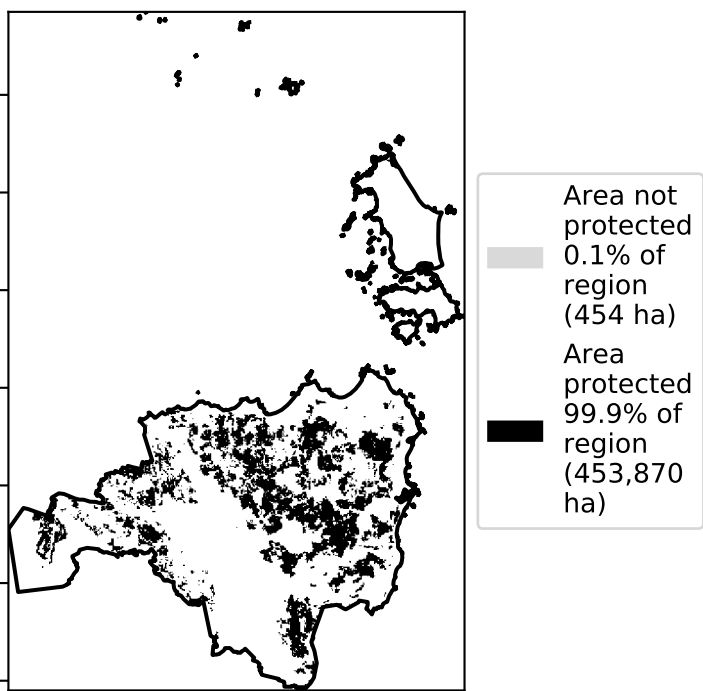 Area not
protected
0.1% of
region
(454 ha)
Area
protected
99.9% of
region
(453,870
ha)